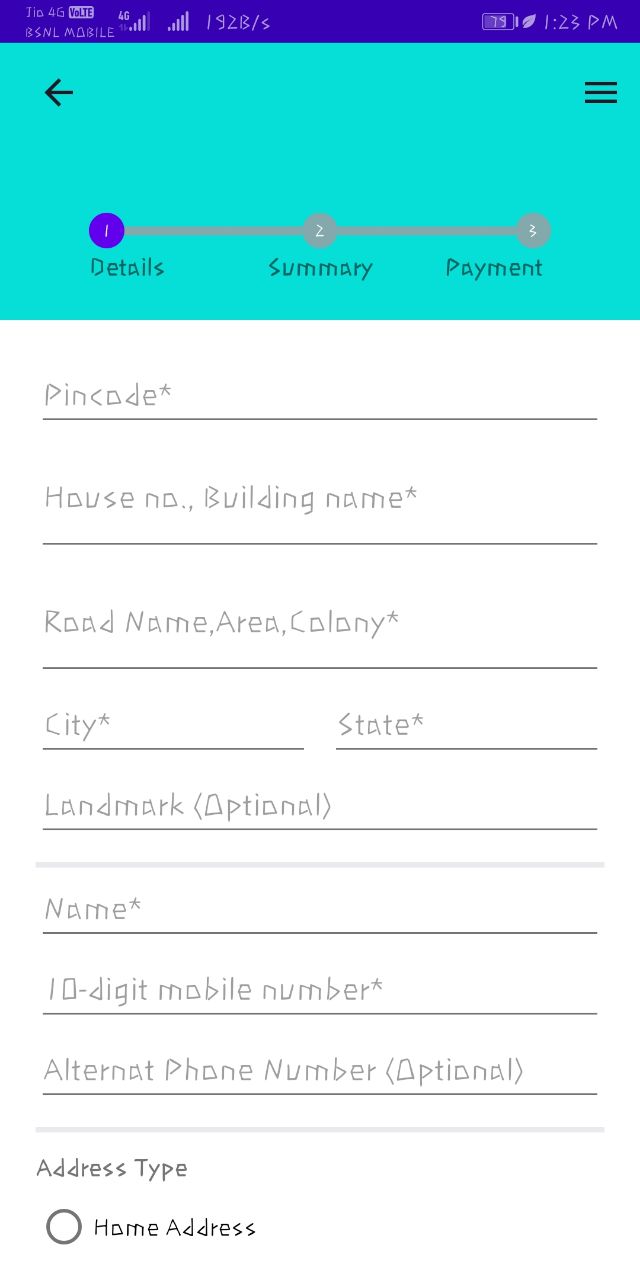 Jio 4G VoLTE 4G 192B/s 79 1:23 PM
BSNL MOBILE
1 2 3
Details Summary Payment
Pincode*
House no., Building name*
Road Name,Area,Colony*
City* State*
Landmark (Optional)
Name*
10-digit mobile number*
Alternat Phone Number (Optional)
Address Type
Home Address